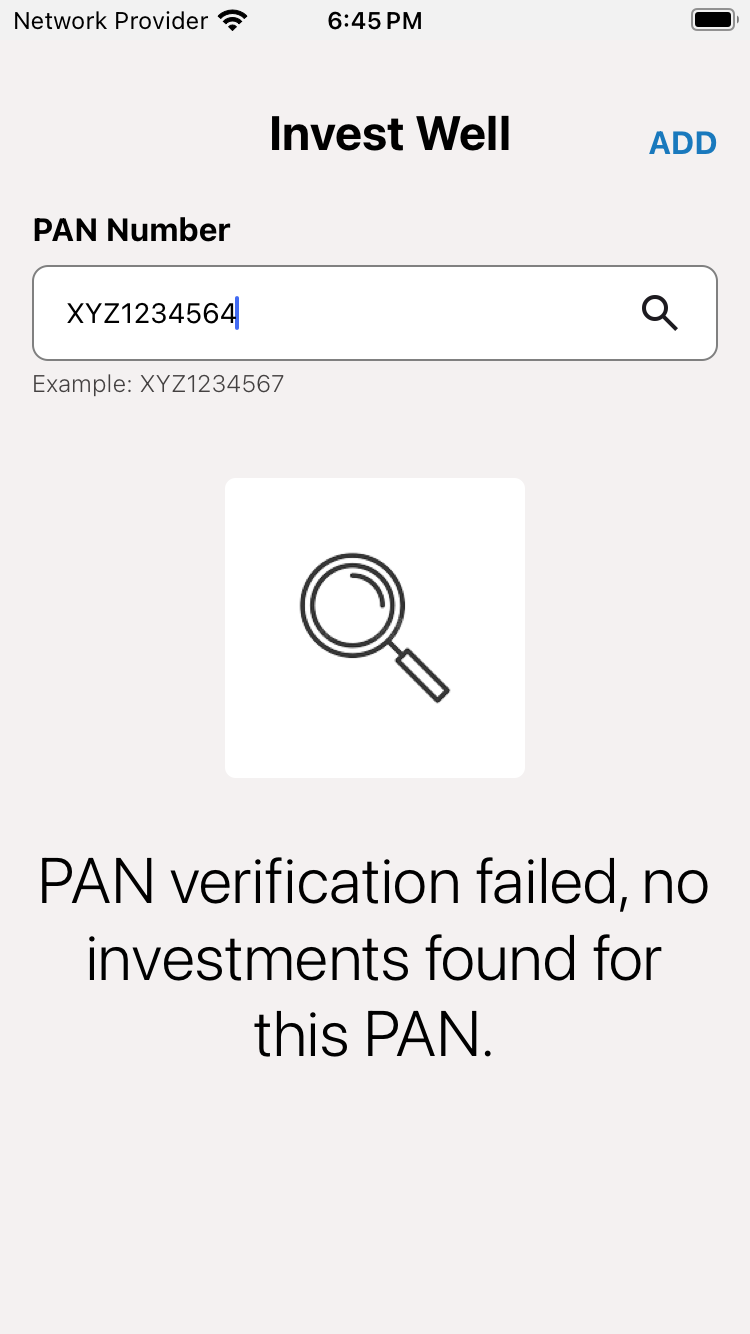 Network Provider 6:45 PM
Invest Well
ADD
PAN Number
XYZ1234564
Example: XYZ1234567
PAN verification failed, no
investments found for
this PAN.